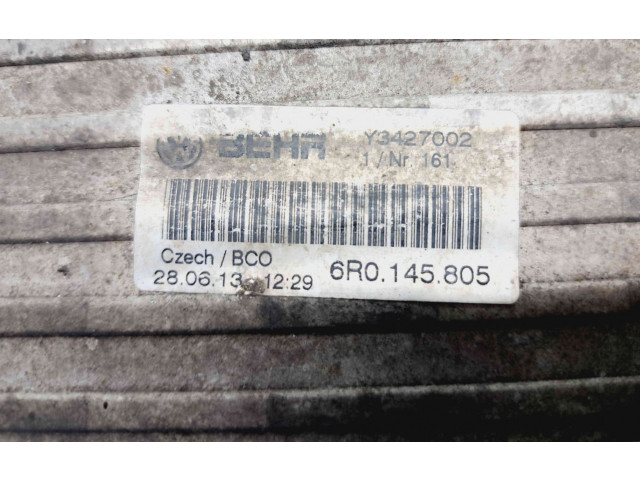 BEHR Y3427002
1/Nr 161.
Czech / BCO
28.06.13 12:29 6R0.145.805